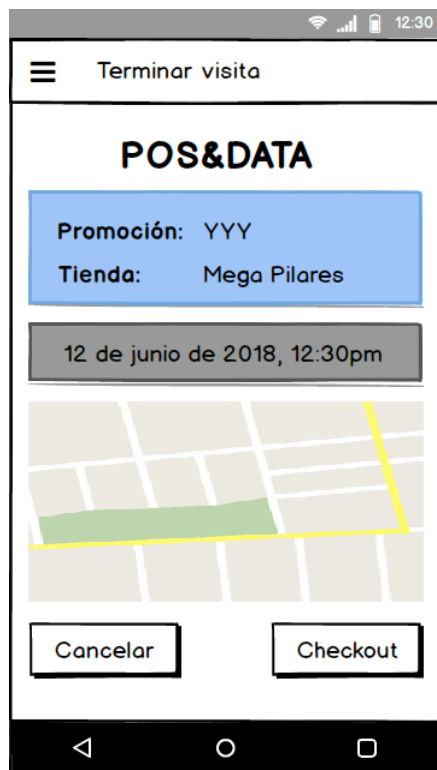 12:30
Terminar visita
POS&DATA
Promoción: YYY
Tienda: Mega Pilares
12 de junio de 2018, 12:30pm
Cancelar Checkout